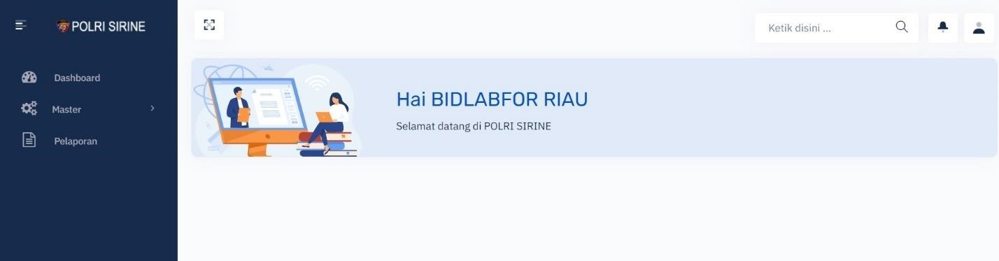 POLRI SIRINE
Ketik disini ...
Dashboard
Master
Pelaporan
Hai BIDLABFOR RIAU
Selamat datang di POLRI SIRINE